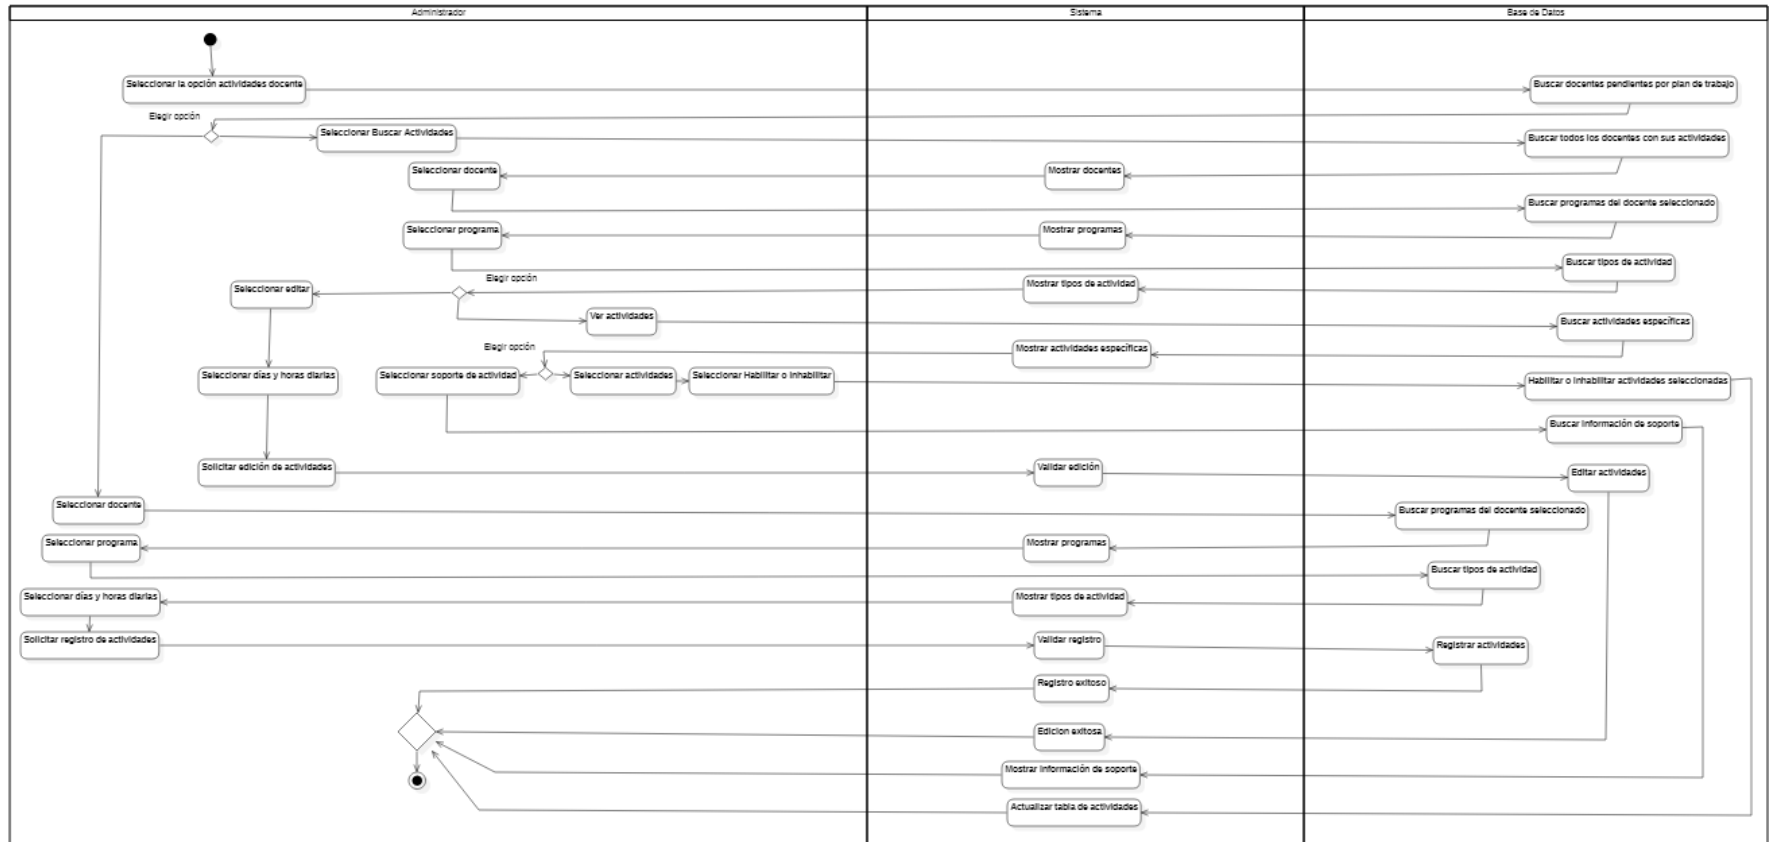 Administrador
Sistema
Base de Datos
Seleccionar la opción actividades docente
Buscar docentes pendientes por plan de trabajo
Elegir opción
Seleccionar Buscar Actividades
Buscar todos los docentes con sus actividades
Seleccionar docente
Mostrar docentes
Buscar programas del docente seleccionado
Seleccionar programa
Mostrar programas
Buscar tipos de actividad
Elegir opción
Seleccionar editar
Mostrar tipos de actividad
Ver actividades
Buscar actividades específicas
Elegir opción
Mostrar actividades específicas
Seleccionar días y horas diarias
Seleccionar soporte de actividad
Seleccionar actividades
Seleccionar Habilitar o Inhabilitar
Habilitar o inhabilitar actividades seleccionadas
Buscar información de soporte
Solicitar edición de actividades
Validar edición
Editar actividades
Seleccionar docente
Buscar programas del docente seleccionado
Seleccionar programa
Mostrar programas
Buscar tipos de actividad
Seleccionar días y horas diarias
Mostrar tipos de actividad
Solicitar registro de actividades
Validar registro
Registrar actividades
Registro exitoso
Edicion exitosa
Mostrar información de soporte
Actualizar tabla de actividades